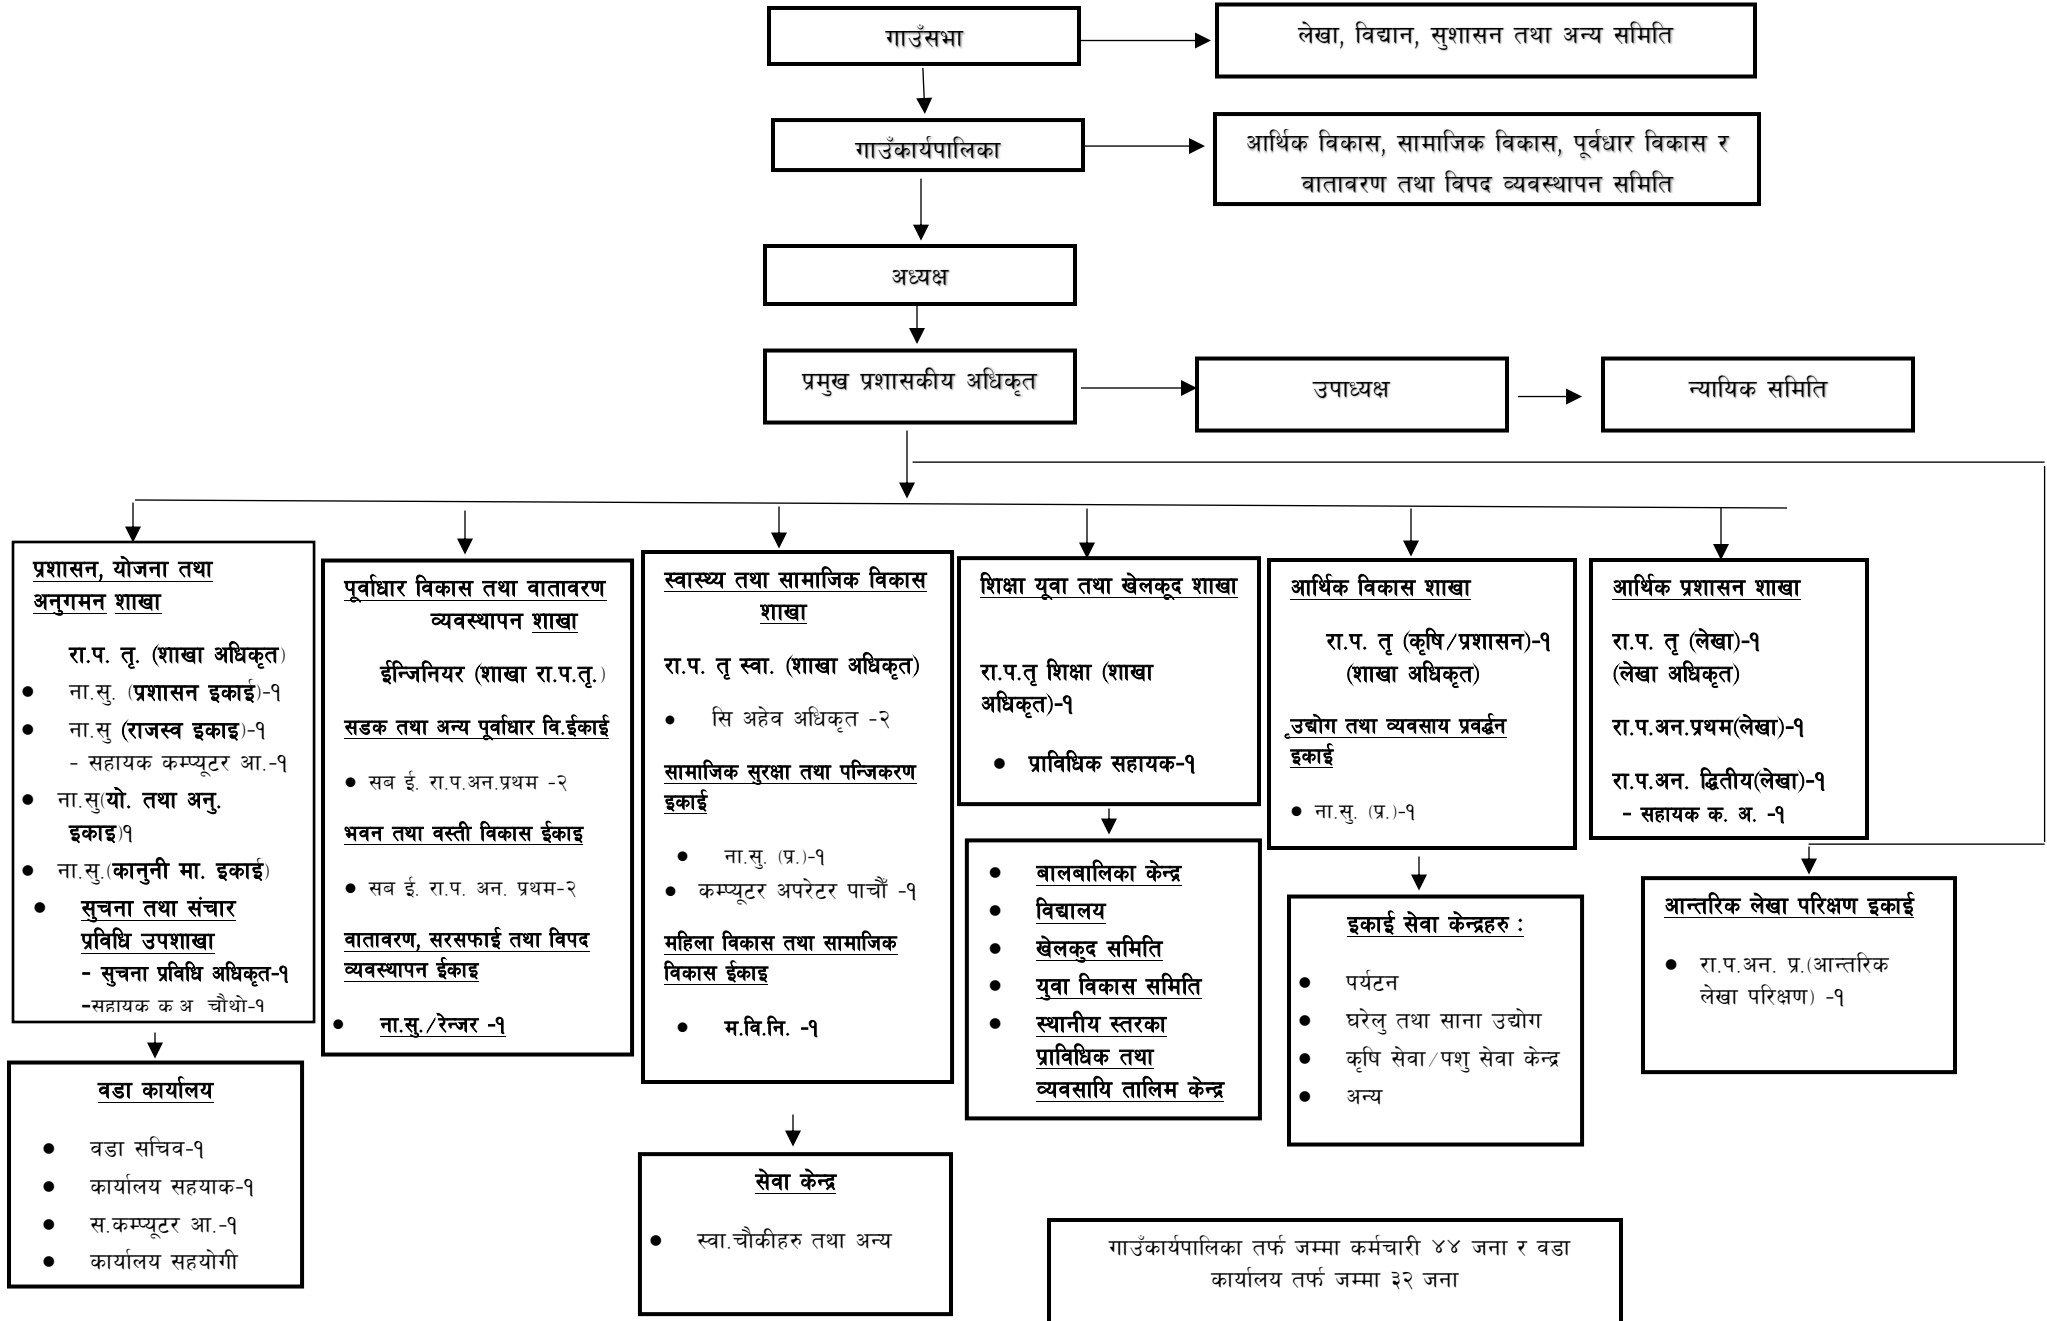 गाउँसभा
लेखा, विद्यान, सुशासन तथा अन्य समिति
गाउँकार्यपालिका
आर्थिक विकास, सामाजिक विकास, पूर्वधार विकास र
वातावरण तथा विपद व्यवस्थापन समिति
अध्यक्ष
प्रमुख प्रशासकीय अधिकृत
उपाध्यक्ष
न्यायिक समिति
प्रशासन, योजना तथा
अनुगमन शाखा
रा.प. तृ. (शाखा अधिकृत)
● ना.सु. (प्रशासन इकाई)-१
● ना.सु (राजस्व इकाइ)-१
- सहायक कम्प्यूटर आ.-१
● ना.सु(यो. तथा अनु.
इकाइ)१
● ना.सु.(कानुनी मा. इकाई)
● सुचना तथा संचार
प्रविधि उपशाखा
- सुचना प्रविधि अधिकृत-१
-सहायक क.अ. चौथो-१
वडा कार्यालय
● वडा सचिव-१
● कार्यालय सहयाक-१
● स.कम्प्यूटर आ.-१
● कार्यालय सहयोगी
पूर्वाधार विकास तथा वातावरण
व्यवस्थापन शाखा
ईन्जिनियर (शाखा रा.प.तृ.)
सडक तथा अन्य पूर्वाधार वि.ईकाई
● सब ई. रा.प.अन.प्रथम -२
भवन तथा वस्ती विकास ईकाइ
● सब ई. रा.प. अन. प्रथम-२
वातावरण, सरसफाई तथा विपद
व्यवस्थापन ईकाइ
● ना.सु./रेन्जर -१
स्वास्थ्य तथा सामाजिक विकास
शाखा
रा.प. तृ स्वा. (शाखा अधिकृत)
● सि अहेव अधिकृत -२
सामाजिक सुरक्षा तथा पन्जिकरण
इकाई
● ना.सु. (प्र.)-१
● कम्प्यूटर अपरेटर पाचौँ -१
महिला विकास तथा सामाजिक
विकास ईकाइ
● म.वि.नि. -१
सेवा केन्द्र
● स्वा.चौकीहरु तथा अन्य
शिक्षा यूवा तथा खेलकूद शाखा
रा.प.तृ शिक्षा (शाखा
अधिकृत)-१
● प्राविधिक सहायक-१
● बालबालिका केन्द्र
● विद्यालय
● खेलकुद समिति
● युवा विकास समिति
● स्थानीय स्तरका
प्राविधिक तथा
व्यवसायि तालिम केन्द्र
आर्थिक विकास शाखा
रा.प. तृ (कृषि/प्रशासन)-१
(शाखा अधिकृत)
ृउद्योग तथा व्यवसाय प्रवर्द्धन
इकाई
● ना.सु. (प्र.)-१
इकाई सेवा केन्द्रहरु :
● पर्यटन
● घरेलु तथा साना उद्योग
● कृषि सेवा/पशु सेवा केन्द्र
● अन्य
आर्थिक प्रशासन शाखा
रा.प. तृ (लेखा)-१
(लेखा अधिकृत)
रा.प.अन.प्रथम(लेखा)-१
रा.प.अन. द्धितीय(लेखा)-१
- सहायक क. अ. -१
आन्तरिक लेखा परिक्षण इकाई
● रा.प.अन. प्र.(आन्तरिक
लेखा परिक्षण) -१
गाउँकार्यपालिका तर्फ जम्मा कर्मचारी ४४ जना र वडा
कार्यालय तर्फ जम्मा ३२ जना